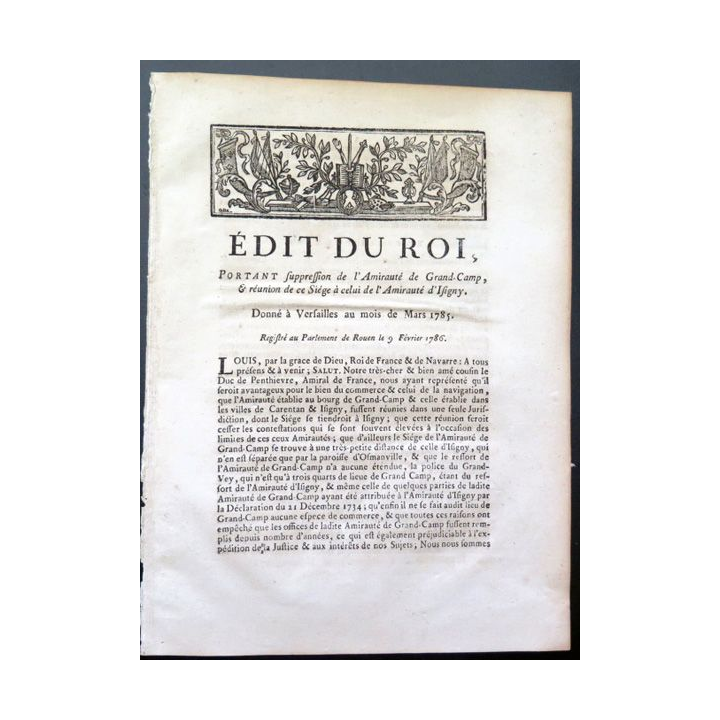 ÉDIT DU ROI,
PORTANT suppression de l'Amirauté de Grand-Camp,
& réunion de ce Siége à celui de l'Amirauté d'Isigny.
Donné à Versailles au mois de Mars 1785.
Registré au Parlement de Rouen le 9 Février 1786.
LOUIS, par la grace de Dieu, Roi de France & de Navarre: A tous
présens & à venir; SALUT. Notre très-cher & bien amé cousin le
Duc de Penthievre, Amiral de France, nous ayant représenté qu'il
seroit avantageux pour le bien du commerce & celui de la navigation,
que l'Amirauté établie au bourg de Grand-Camp & celle établie dans
les villes de Carentan & Isigny, fussent réunies dans une seule Juris-
diction, dont le Siége se tiendroit à Isigny; que cette réunion feroit
cesser les contestations qui se sont souvent élevées à l'occasion des
limites de ces ceux Amirautés; que d'ailleurs le Siége de l'Amirauté de
Grand-Camp se trouve à une très-petite distance de celle d'Isigny, qui
n'en est séparée que par la paroisse d'Osmanville, & que le ressort de
l'Amirauté de Grand-Camp n'a aucune étendue, la police du Grand-
Vey, qui n'est qu'à trois quarts de lieue de Grand Camp, étant du res-
sort de l'Amirauté d'Isigny, & même celle de quelques parties de ladite
Amirauté de Grand-Camp ayant été attribuée à l'Amirauté d'Isigny par
la Déclaration du 21 Décembre 1734; qu'enfin il ne se fait audit lieu de
Grand-Camp aucune espece de commerce, & que toutes ces raisons ont
empêché que les offices de ladite Amirauté de Grand-Camp fussent rem-
plis depuis nombre d'années, ce qui est également préjudiciable à l'ex-
pédition de la Justice & aux intérêts de nos Sujets; Nous nous sommes